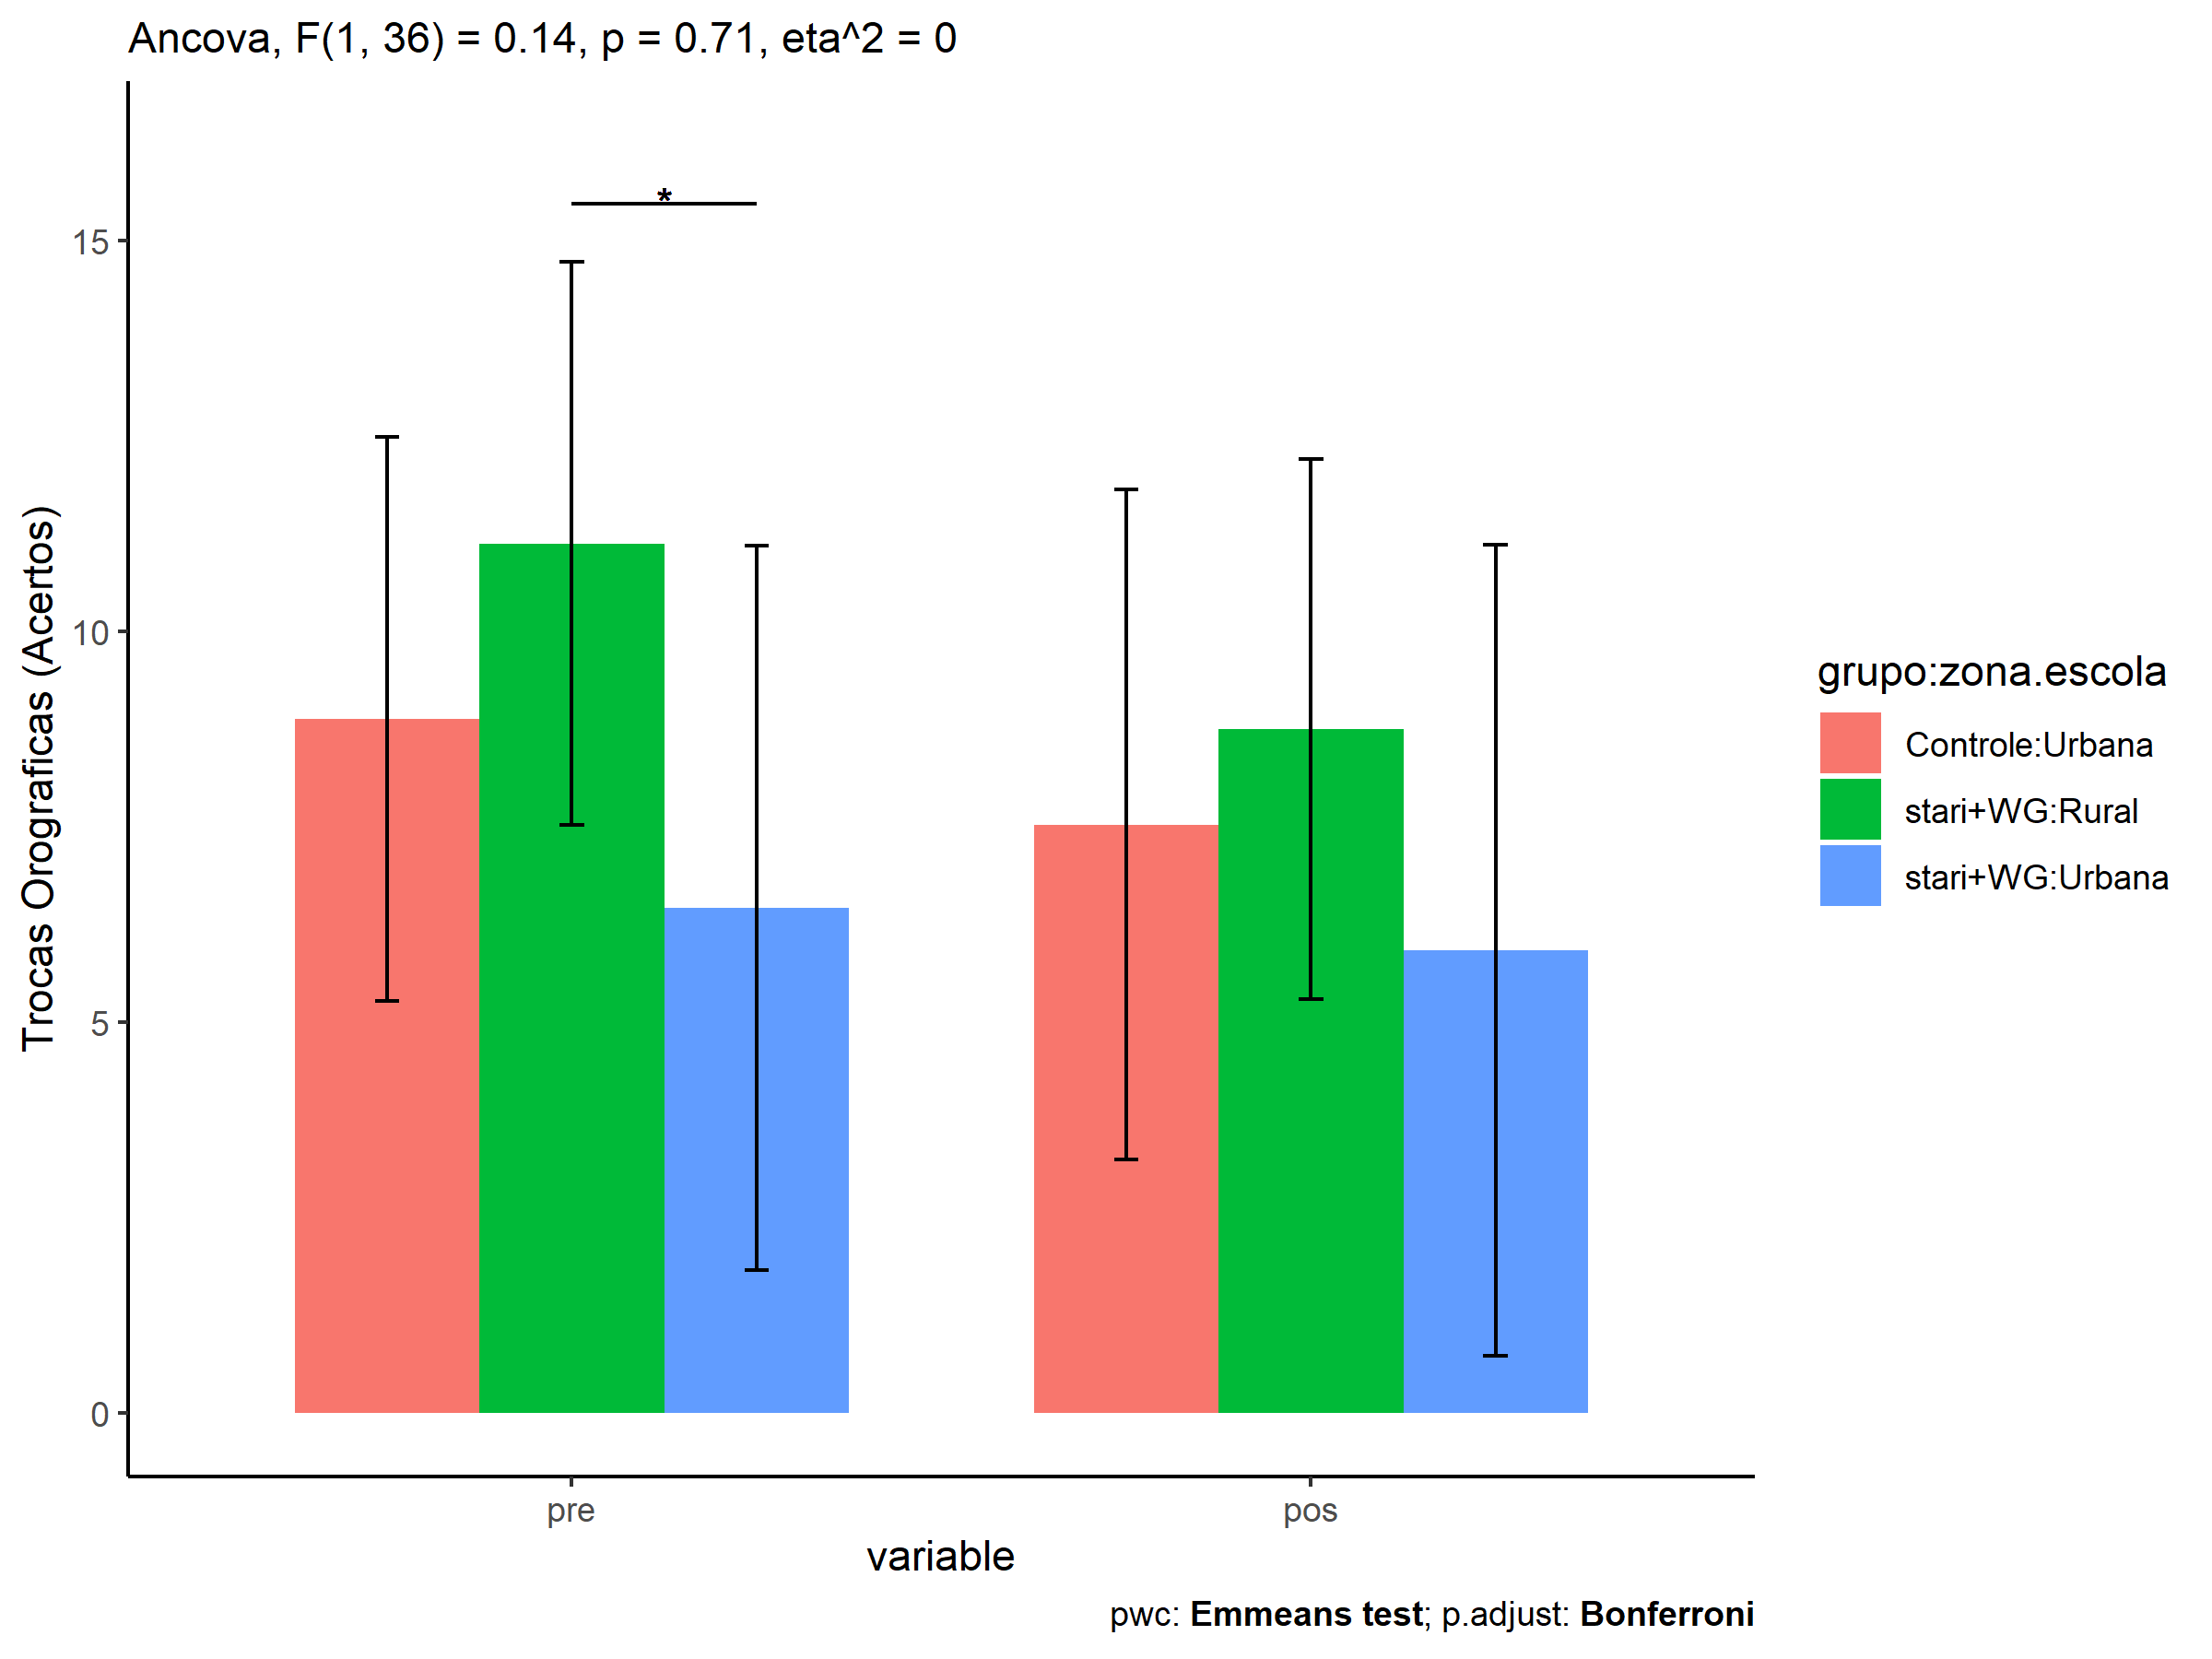 Ancova, F(1, 36) = 0.14, p = 0.71, eta^2 = 0
*
15
10
5
0
Trocas Orograficas (Acertos)
pre
pos
variable
grupo:zona.escola
Controle:Urbana
stari+WG:Rural
stari+WG:Urbana
pwc: Emmeans test; p.adjust: Bonferroni